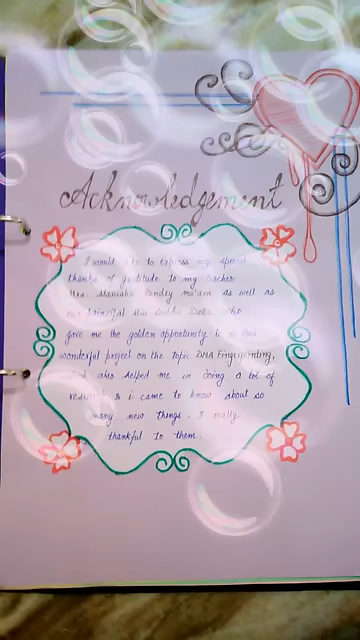 Acknowledgement
I would like to express my special
thanks of gratitude to my teacher
Mrs. Manisha Pandey ma'am as well as
our principal who
give me the golden opportunity to do this
wonderful project on the topic DNA Fingerprinting,
which also helped me in doing a lot of
research & i came to know about so
many new things. I really
thankful to them.